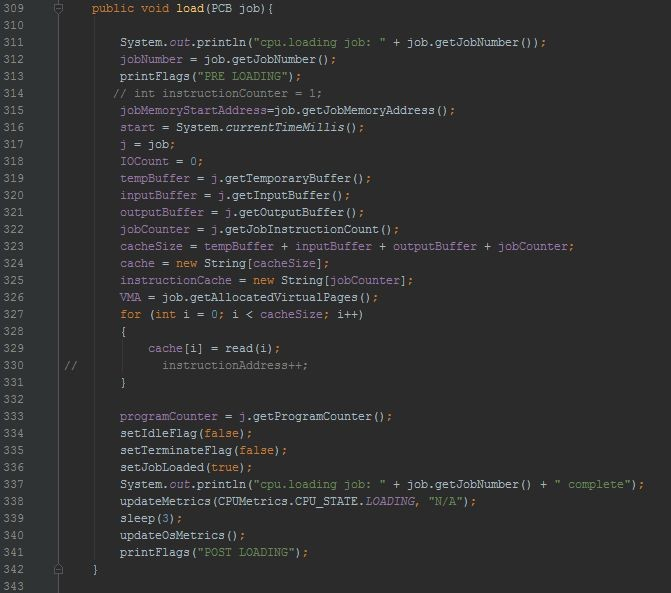 309 public void load(PCB job){
310
311 System.out.println("cpu.loading job: " + job.getJobNumber());
312 jobNumber = job.getJobNumber();
313 printFlags("PRE LOADING");
314 // int instructionCounter = 1;
315 jobMemoryStartAddress=job.getJobMemoryAddress();
316 start = System.currentTimeMillis();
317 j = job;
318 IOCount = 0;
319 tempBuffer = j.getTemporaryBuffer();
320 inputBuffer = j.getInputBuffer();
321 outputBuffer = j.getOutputBuffer();
322 jobCounter = j.getJobInstructionCount();
323 cacheSize = tempBuffer + inputBuffer + outputBuffer + jobCounter;
324 cache = new String[cacheSize];
325 instructionCache = new String[jobCounter];
326 VMA = job.getAllocatedVirtualPages();
327 for (int i = 0; i < cacheSize; i++)
328 {
329 cache[i] = read(i);
330 // instructionAddress++;
331 }
332
333 programCounter = j.getProgramCounter();
334 setIdleFlag(false);
335 setTerminateFlag(false);
336 setJobLoaded(true);
337 System.out.println("cpu.loading job: " + job.getJobNumber() + " complete");
338 updateMetrics(CPUMetrics.CPU_STATE.LOADING, "N/A");
339 sleep(3);
340 updateOsMetrics();
341 printFlags("POST LOADING");
342 }
343